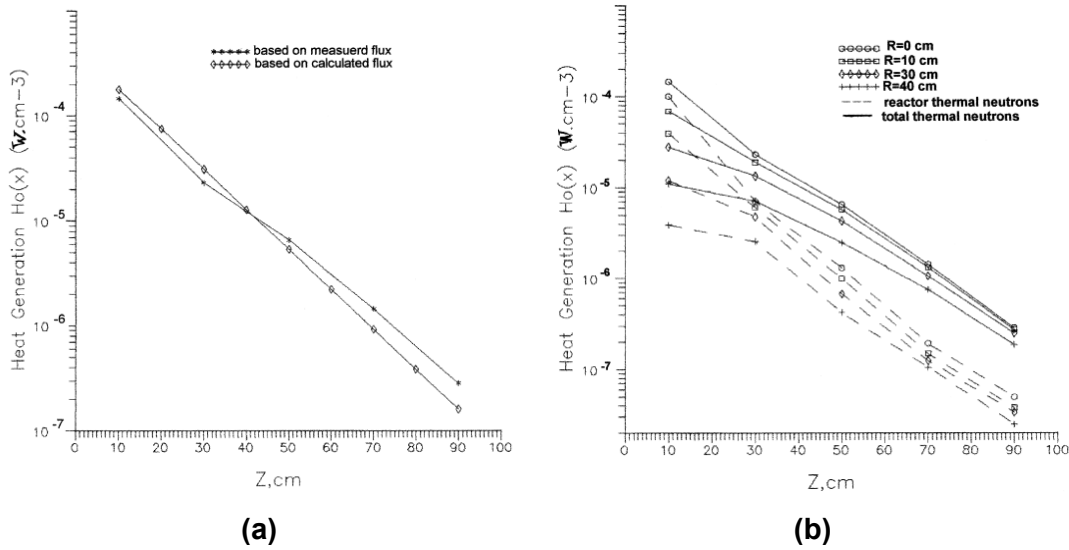 Heat Generation Ho(x) (W.cm-3)
10-4
10-5
10-6
10-7
based on measuerd flux
based on calculated flux
0 10 20 30 40 50 60 70 80 90 100
Z,cm
(a)
Heat Generation Ho(x) (W.cm-3)
10-4
10-5
10-6
10-7
R=0 cm
R=10 cm
R=30 cm
R=40 cm
reactor thermal neutrons
total thermal neutrons
0 10 20 30 40 50 60 70 80 90 100
Z,cm
(b)